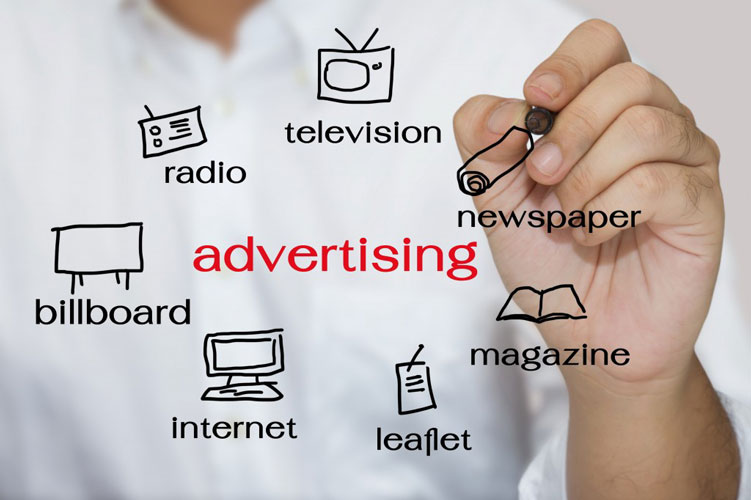 television
radio
newspaper
advertising
billboard
magazine
internet
leaflet